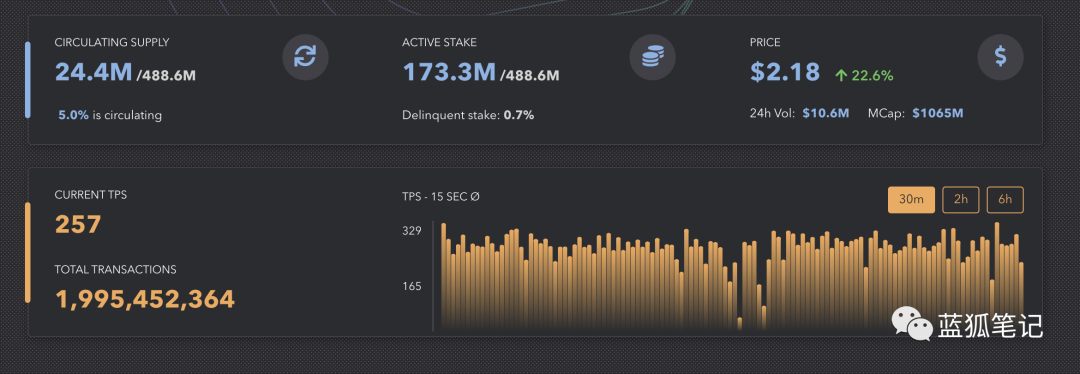 CIRCULATING SUPPLY
24.4M /488.6M
5.0% is circulating
ACTIVE STAKE
173.3M /488.6M
Delinquent stake: 0.7%
PRICE
$2.18 ↑ 22.6%
24h Vol: $10.6M MCap: $1065M
CURRENT TPS
257
TOTAL TRANSACTIONS
1,995,452,364
TPS - 15 SEC Ø
30m 2h 6h
329
165
蓝狐笔记